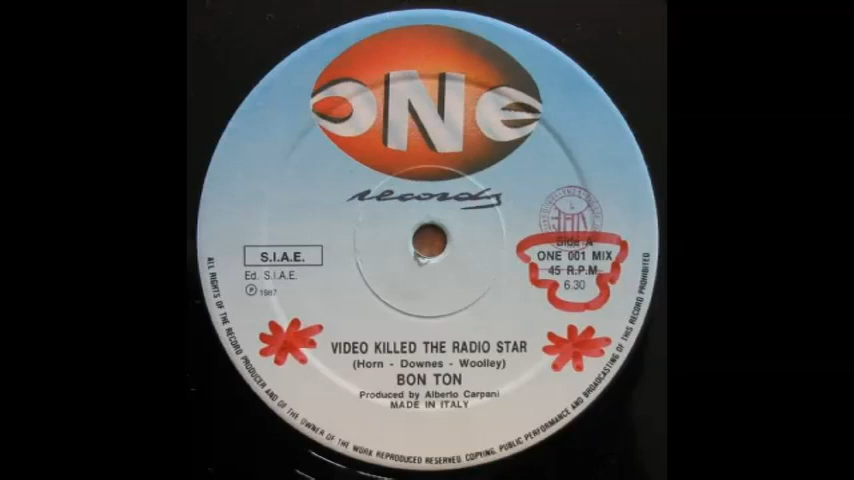 ONE
records
S.I.A.E.
Ed. S.I.A.E.
Ⓟ 1987
Side A
ONE 001 MIX
45 R.P.M.
6.30
VIDEO KILLED THE RADIO STAR
(Horn - Downes - Woolley)
BON TON
Produced by Alberto Carpani
MADE IN ITALY
ALL RIGHTS OF THE RECORD PRODUCER AND OF THE OWNER OF THE WORK REPRODUCED RESERVED. COPYING, PUBLIC PERFORMANCE AND BROADCASTING OF THIS RECORD PROHIBITED